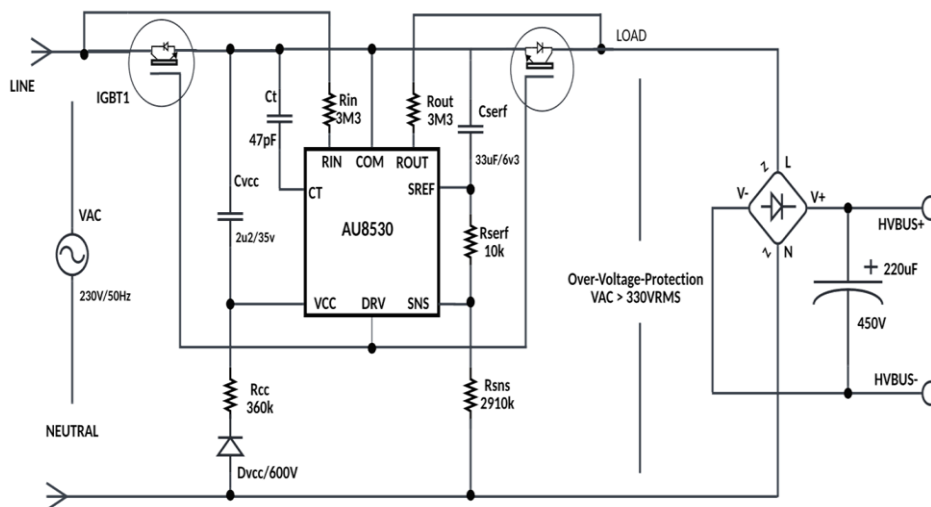 LINE
IGBT1
LOAD
Ct
47pF
Rin
3M3
Rout
3M3
Cserf
33uF/6v3
RIN
COM
ROUT
CT
SREF
AU8530
VCC
DRV
SNS
Cvcc
2u2/35v
Rserf
10k
VAC
230V/50Hz
NEUTRAL
Rcc
360k
Dvcc/600V
Rsns
2910k
Over-Voltage-Protection
VAC > 330VRMS
L
V-
V+
N
HVBUS+
+ 220uF
450V
HVBUS-